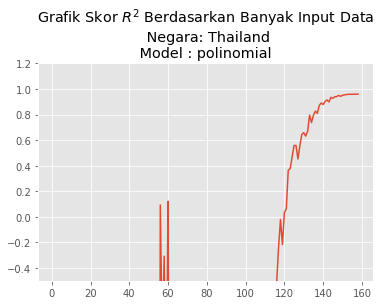 Grafik Skor R² Berdasarkan Banyak Input Data
Negara: Thailand
Model : polinomial
1.2
1.0
0.8
0.6
0.4
0.2
0.0
−0.2
−0.4
0 20 40 60 80 100 120 140 160